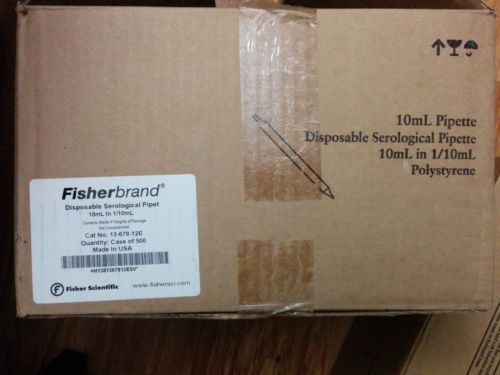 10mL Pipette
Disposable Serological Pipette
10mL in 1/10mL
Polystyrene
Fisherbrand®
Disposable Serological Pipet
10mL In 1/10mL
Contents Sterile If Integrity of Package
Not Compromised
Cat No. 13-678-12E
Quantity: Case of 500
Made In USA
Fisher Scientific
www.fishersci.com